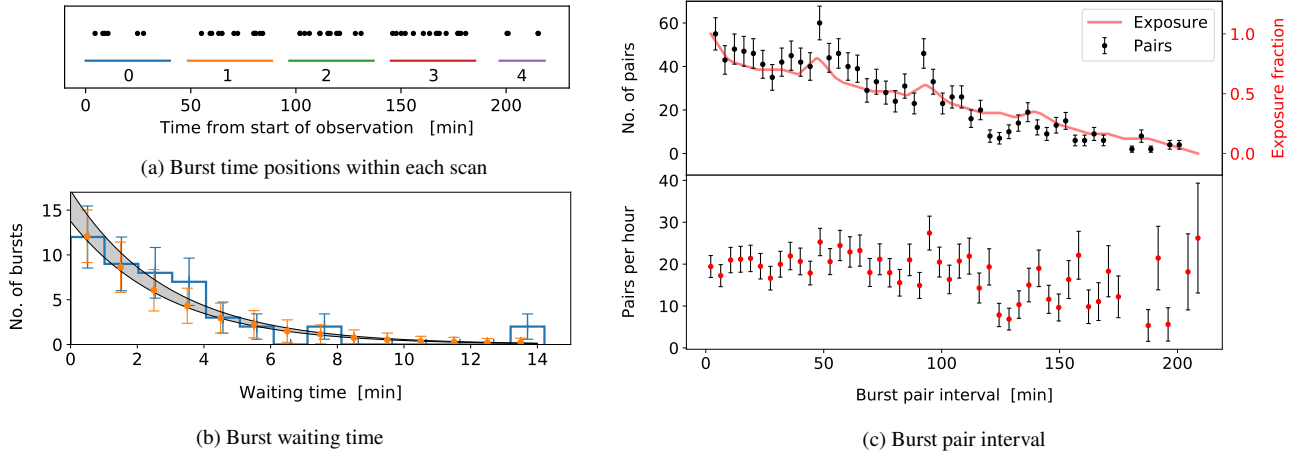 0 1 2 3 4
0 50 100 150 200
Time from start of observation [min]
(a) Burst time positions within each scan
15
10
5
0
No. of bursts
0 2 4 6 8 10 12 14
Waiting time [min]
(b) Burst waiting time
Exposure
Pairs
60
40
20
0
No. of pairs
1.0
0.5
0.0
Exposure fraction
40
30
20
10
0
Pairs per hour
0 50 100 150 200
Burst pair interval [min]
(c) Burst pair interval